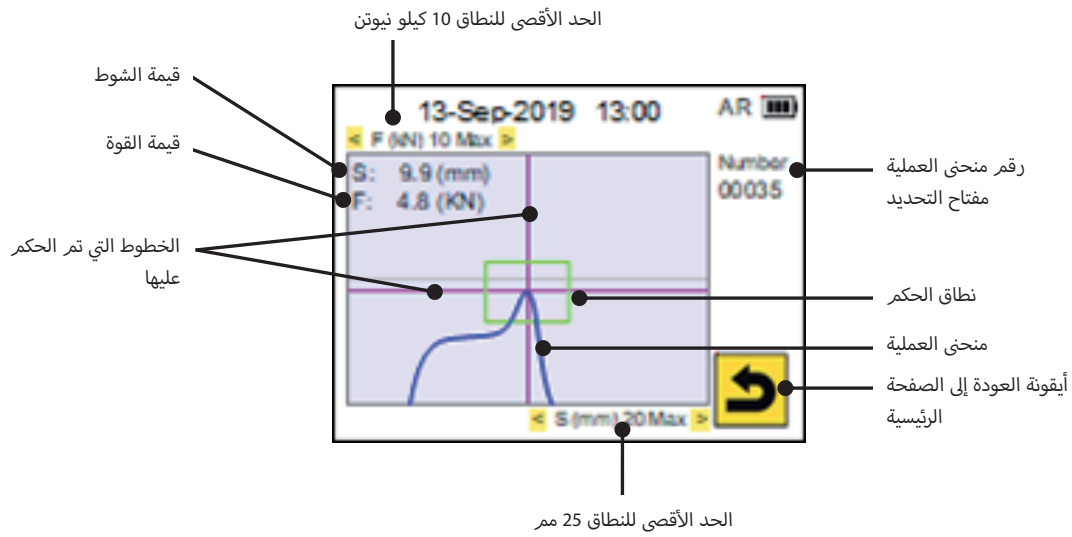 الحد الأقصى للنطاق 10 كيلو نيوتن
قيمة الشوط
قيمة القوة
الخطوط التي تم الحكم
عليها
13-Sep-2019 13:00
AR
< F (kN) 10 Max >
S: 9.9 (mm)
F: 4.8 (KN)
Number
00035
< S (mm) 20 Max >
رقم منحنى العملية
مفتاح التحديد
نطاق الحكم
منحنى العملية
أيقونة العودة إلى الصفحة
الرئيسية
الحد الأقصى للنطاق 25 مم